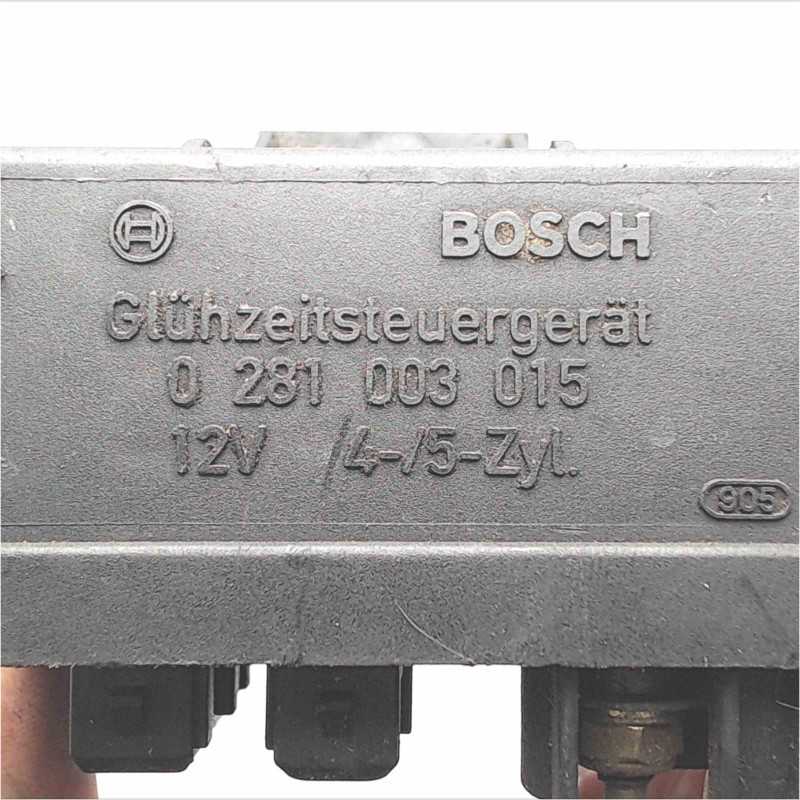 BOSCH
Glühzeitsteuergerät
0 281 003 015
12V /4-/5-Zyl.
905